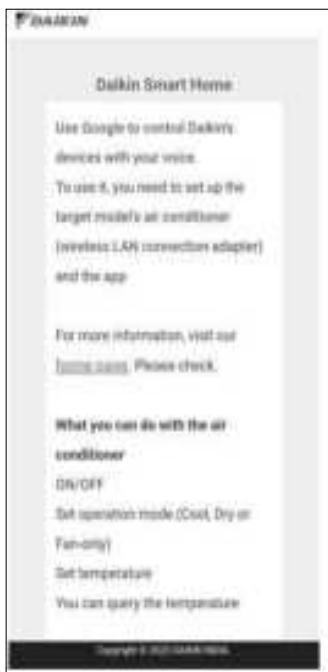 DAIKIN
Daikin Smart Home
Use Google to control Daikin's
devices with your voice.
To use it, you need to set up the
target model's air conditioner
(wireless LAN connection adapter)
and the app
For more information, visit our
home page. Please check.
What you can do with the air
conditioner
ON/OFF
Set operation mode (Cool, Dry or
Fan-only)
Set temperature
You can query the temperature
Copyright © DAIKIN